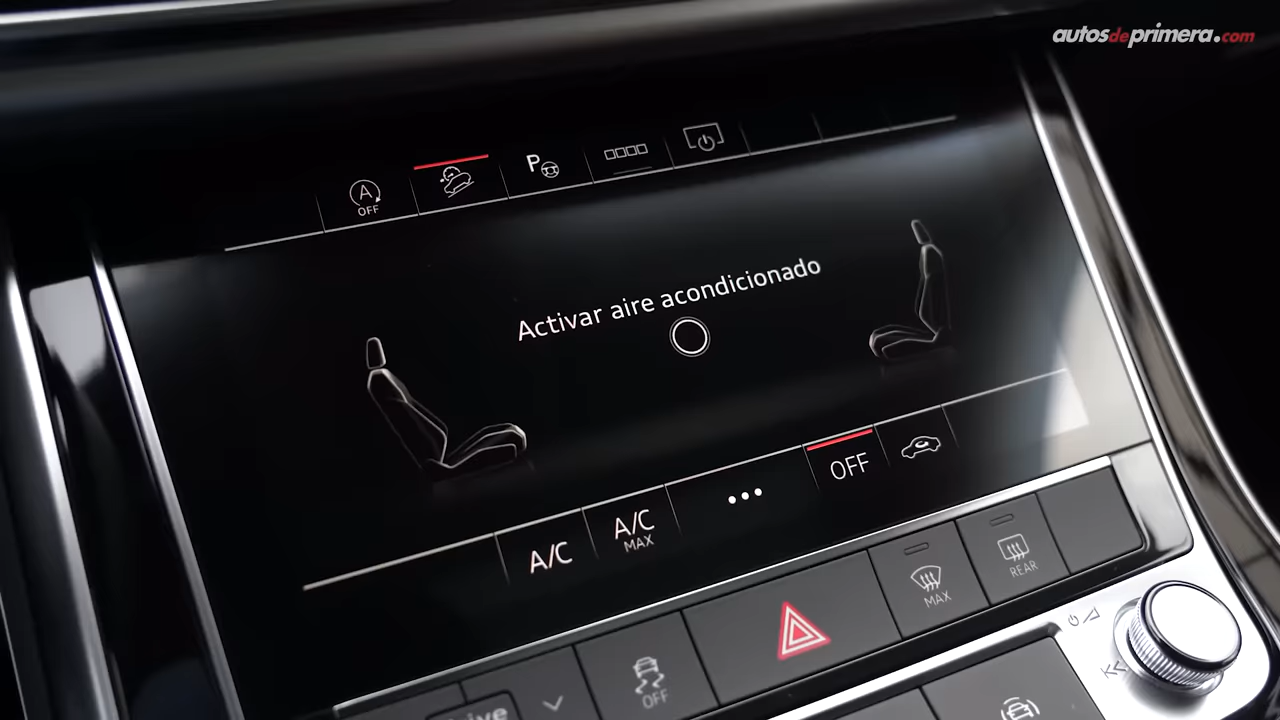 autosdeprimera.com
A
OFF
P
Activar aire acondicionado
A/C
A/C
MAX
OFF
MAX
REAR
OFF